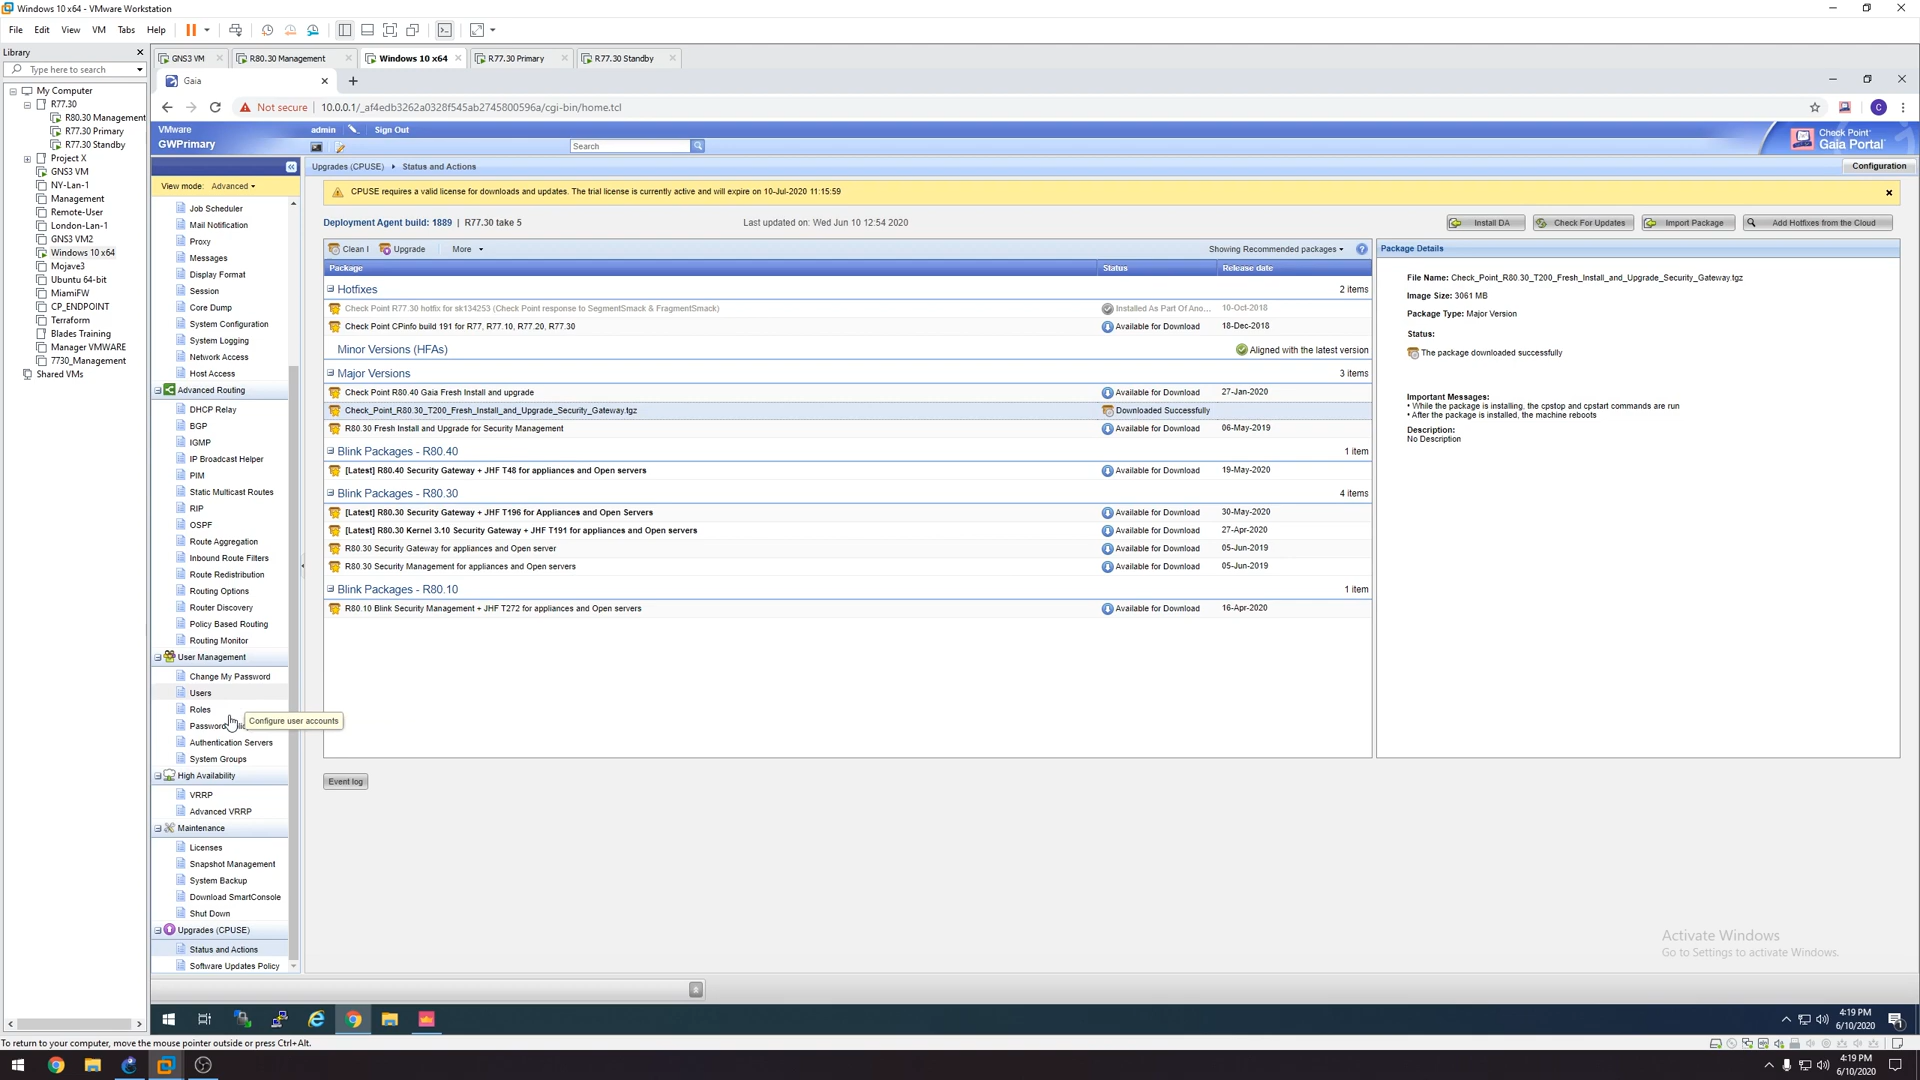 Windows 10 x64 - VMware Workstation
File Edit View VM Tabs Help
Library
Type here to search
My Computer
R77.30
R80.30 Management
R77.30 Primary
R77.30 Standby
Project X
GNS3 VM
NY-Lan-1
Management
Remote-User
London-Lan-1
GNS3 VM2
Windows 10 x64
Mojave3
Ubuntu 64-bit
MiamiFW
CP_ENDPOINT
Terraform
Blades Training
Manager VMWARE
7730_Management
Shared VMs
GNS3 VM R80.30 Management Windows 10 x64 R77.30 Primary R77.30 Standby
Gaia
Not secure 10.0.0.1/_af4edb3262a0328f545ab2745800596a/cgi-bin/home.tcl
C
VMware
GWPrimary
admin Sign Out
Search
Check Point
Gaia Portal
View mode: Advanced
Job Scheduler
Mail Notification
Proxy
Messages
Display Format
Session
Core Dump
System Configuration
System Logging
Network Access
Host Access
Advanced Routing
DHCP Relay
BGP
IGMP
IP Broadcast Helper
PIM
Static Multicast Routes
RIP
OSPF
Route Aggregation
Inbound Route Filters
Route Redistribution
Routing Options
Router Discovery
Policy Based Routing
Routing Monitor
User Management
Change My Password
Users
Roles
Password
Configure user accounts
Authentication Servers
System Groups
High Availability
VRRP
Advanced VRRP
Maintenance
Licenses
Snapshot Management
System Backup
Download SmartConsole
Shut Down
Upgrades (CPUSE)
Status and Actions
Software Updates Policy
Upgrades (CPUSE) Status and Actions
Configuration
CPUSE requires a valid license for downloads and updates. The trial license is currently active and will expire on 10-Jul-2020 11:15:59
Deployment Agent build: 1889 | R77.30 take 5 Last updated on: Wed Jun 10 12:54 2020
Install DA Check For Updates Import Package Add Hotfixes from the Cloud
Clean I Upgrade More Showing Recommended packages
Package Status Release date
Hotfixes 2 items
Check Point R77.30 hotfix for sk134253 (Check Point response to SegmentSmack & FragmentSmack) Installed As Part Of Ano... 10-Oct-2018
Check Point CPinfo build 191 for R77, R77.10, R77.20, R77.30 Available for Download 18-Dec-2018
Minor Versions (HFAs) Aligned with the latest version
Major Versions 3 items
Check Point R80.40 Gaia Fresh Install and upgrade Available for Download 27-Jan-2020
Check_Point_R80.30_T200_Fresh_Install_and_Upgrade_Security_Gateway.tgz Downloaded Successfully
R80.30 Fresh Install and Upgrade for Security Management Available for Download 06-May-2019
Blink Packages - R80.40 1 item
[Latest] R80.40 Security Gateway + JHF T48 for appliances and Open servers Available for Download 19-May-2020
Blink Packages - R80.30 4 items
[Latest] R80.30 Security Gateway + JHF T196 for Appliances and Open Servers Available for Download 30-May-2020
[Latest] R80.30 Kernel 3.10 Security Gateway + JHF T191 for appliances and Open servers Available for Download 27-Apr-2020
R80.30 Security Gateway for appliances and Open server Available for Download 05-Jun-2019
R80.30 Security Management for appliances and Open servers Available for Download 05-Jun-2019
Blink Packages - R80.10 1 item
R80.10 Blink Security Management + JHF T272 for appliances and Open servers Available for Download 16-Apr-2020
Event log
Package Details
File Name: Check_Point_R80.30_T200_Fresh_Install_and_Upgrade_Security_Gateway.tgz
Image Size: 3061 MB
Package Type: Major Version
Status:
The package downloaded successfully
Important Messages:
• While the package is installing, the cpstop and cpstart commands are run
• After the package is installed, the machine reboots
Description:
No Description
Activate Windows
Go to Settings to activate Windows.
4:19 PM
6/10/2020
1
To return to your computer, move the mouse pointer outside or press Ctrl+Alt.
4:19 PM
6/10/2020